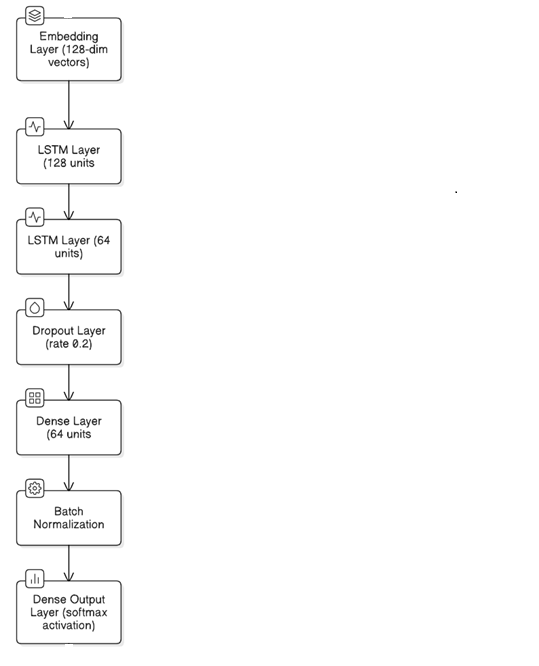 Embedding
Layer (128-dim
vectors)
LSTM Layer
(128 units
LSTM Layer (64
units)
Dropout Layer
(rate 0.2)
Dense Layer
(64 units
Batch
Normalization
Dense Output
Layer (softmax
activation)